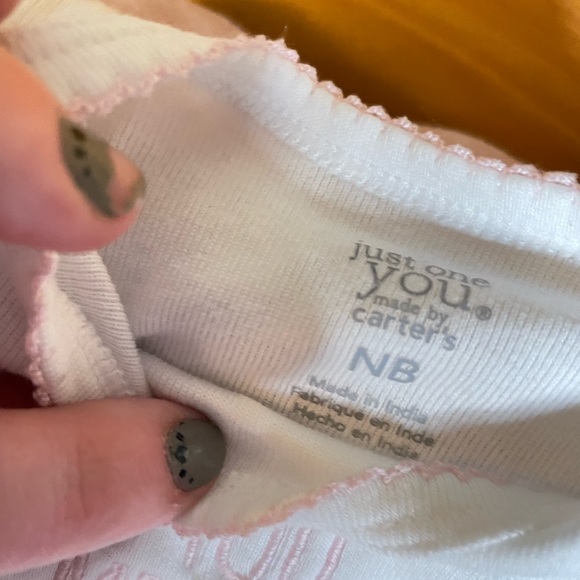 just one
you®
made by
carter's
NB
Made in India
Fabriqué en Inde
Hecho en India